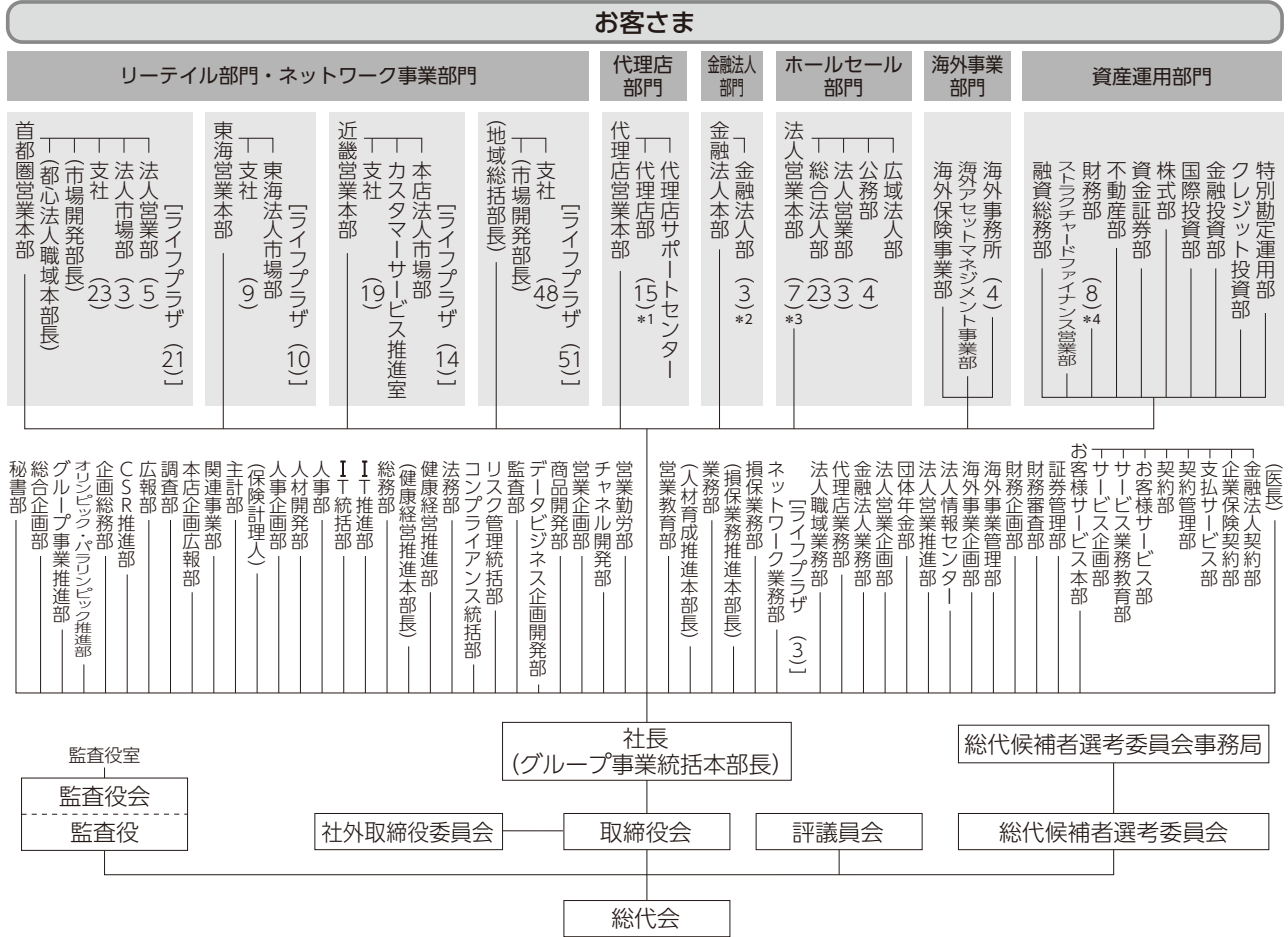 お客さま
リーテイル部門・ネットワーク事業部門
代理店
部門
金融法人
部門
ホールセール
部門
海外事業
部門
資産運用部門
首都圏営業本部
(都心法人職域本部長)
(市場開発部長)
支社 (23)
法人市場部 (3)
法人営業部 (5)
[ライフプラザ (21)]
東海営業本部
支社 (9)
東海法人市場部
[ライフプラザ (10)]
近畿営業本部
支社 (19)
カスタマーサービス推進室
本店法人市場部
[ライフプラザ (14)]
(地域総括部長)
(市場開発部長)
支社 (48)
[ライフプラザ (51)]
代理店営業本部
代理店部 (15)*1
代理店サポートセンター
金融法人本部
金融法人部 (3)*2
法人営業本部
総合法人部 (7)*3
法人営業部 (23)
公務部 (3)
広域法人部 (4)
海外保険事業部
海外アセットマネジメント事業部
海外事務所 (4)
融資総務部
ストラクチャードファイナンス営業部
財務部 (8)*4
不動産部
資金証券部
株式部
国際投資部
金融投資部
クレジット投資部
特別勘定運用部
秘書部
総合企画部
グループ事業推進部
オリンピック・パラリンピック推進部
企画総務部
CSR推進部
広報部
調査部
本店企画広報部
関連事業部
主計部
(保険計理人)
人事企画部
人材開発部
人事部
IT統括部
IT推進部
総務部
(健康経営推進本部長)
健康経営推進部
法務部
コンプライアンス統括部
リスク管理統括部
監査部
データビジネス企画開発部
商品開発部
営業企画部
チャネル開発部
営業勤労部
営業教育部
(人材育成推進本部長)
業務部
(損保業務推進本部長)
損保業務部
ネットワーク業務部
[ライフプラザ (3)]
法人職域業務部
代理店業務部
金融法人業務部
法人営業企画部
団体年金部
法人営業推進部
法人情報センター
海外事業企画部
海外事業管理部
財務企画部
財務審査部
証券管理部
お客様サービス本部
サービス企画部
サービス業務教育部
お客様サービス部
契約部
契約管理部
支払サービス部
企業保険契約部
金融法人契約部
(医長)
社長
(グループ事業統括本部長)
総代候補者選考委員会事務局
監査役室
監査役会
監査役
社外取締役委員会
取締役会
評議員会
総代候補者選考委員会
総代会